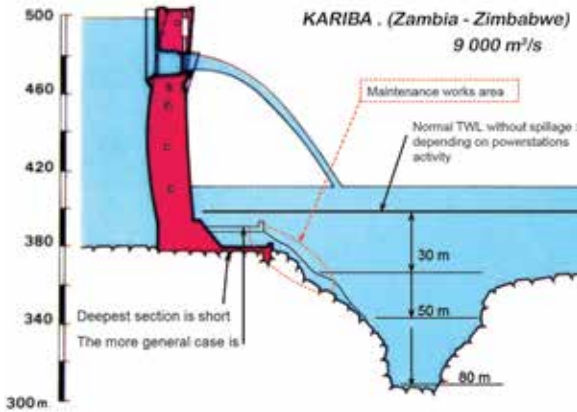 KARIBA . (Zambia - Zimbabwe)
9 000 m³/s
500
460
420
380
340
300 m.
Maintenance works area
Normal TWL without spillage :
depending on powerstations
activity
30 m
50 m
80 m
Deepest section is short
The more general case is